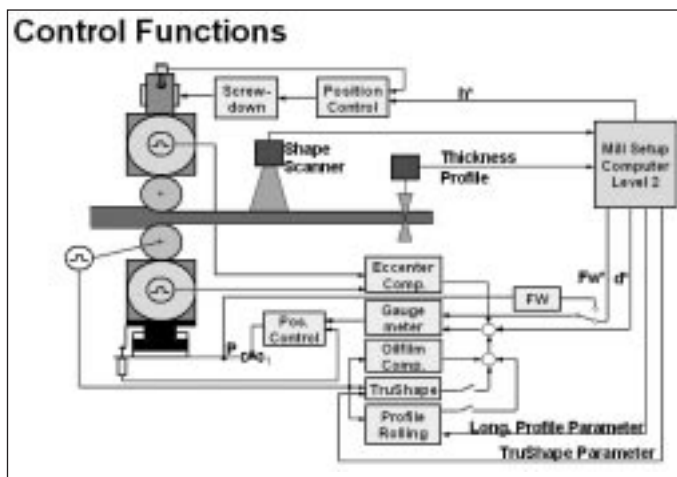 Control Functions
Screw-
down
Position
Control
h*
Shape
Scanner
Thickness
Profile
Mill Setup
Computer
Level 2
Eccenter
Comp.
Fw*
d*
FW
Gauge
meter
Pos.
Control
P
Oilfilm
Comp.
TruShape
Profile
Rolling
Long. Profile Parameter
TruShape Parameter